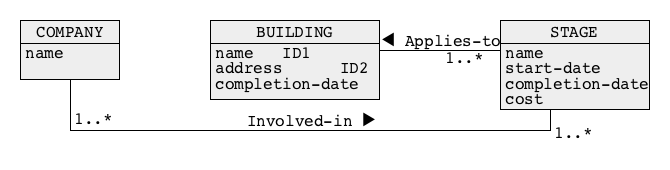 COMPANY
name
BUILDING
name ID1
address ID2
completion-date
◀ Applies-to
1..*
STAGE
name
start-date
completion-date
cost
1..*
Involved-in ▶
1..*